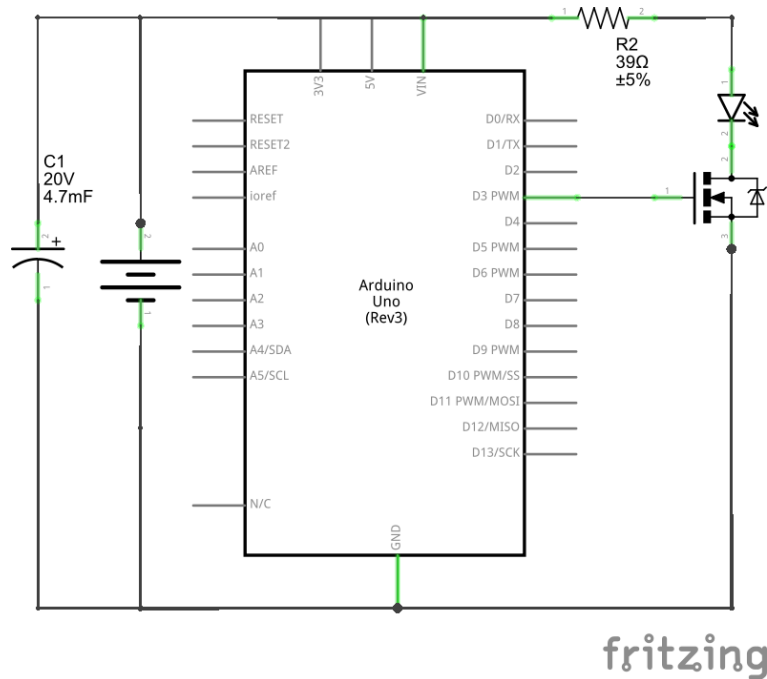 1
2
R2
39Ω
±5%
3V3
5V
VIN
1
2
2
RESET
RESET2
AREF
ioref
D0/RX
D1/TX
D2
D3 PWM
1
D4
3
C1
20V
4.7mF
2
+
1
2
1
A0
A1
A2
A3
A4/SDA
A5/SCL
Arduino
Uno
(Rev3)
D5 PWM
D6 PWM
D7
D8
D9 PWM
D10 PWM/SS
D11 PWM/MOSI
D12/MISO
D13/SCK
N/C
GND
fritzing